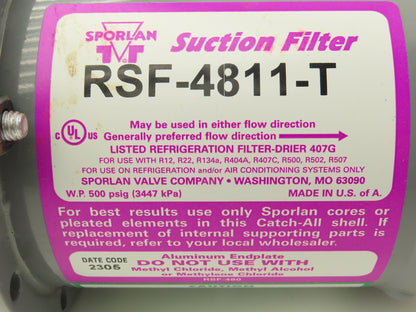 SPORLAN
Suction Filter
RSF-4811-T
May be used in either flow direction
Generally preferred flow direction
C UL US
LISTED REFRIGERATION FILTER-DRIER 407G
FOR USE WITH R12, R22, R134a, R404A, R407C, R500, R502, R507
FOR USE ON REFRIGERATION and/or AIR CONDITIONING SYSTEMS ONLY
SPORLAN VALVE COMPANY • WASHINGTON, MO 63090
W.P. 500 psig (3447 kPa) MADE IN U.S. of A.
For best results use only Sporlan cores or
pleated elements in this Catch-All shell. If
replacement of internal supporting parts is
required, refer to your local wholesaler.
DATE CODE
2305
Aluminum Endplate
DO NOT USE WITH
Methyl Chloride, Methyl Alcohol
or Methylene Chloride
RSF-480